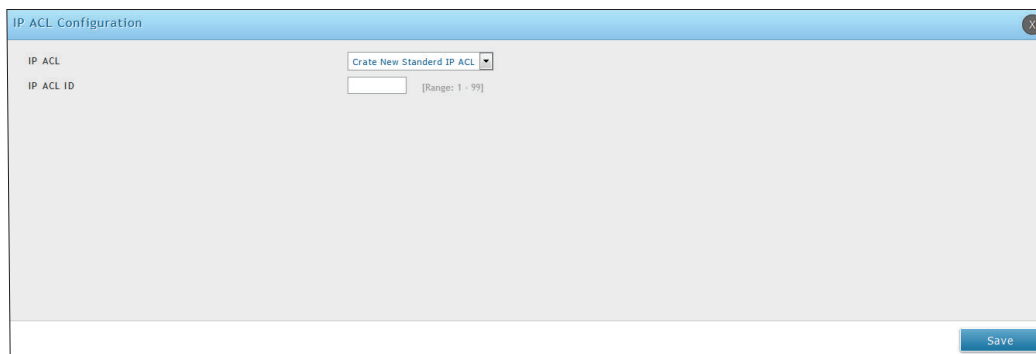 IP ACL Configuration
X
IP ACL
Crate New Standerd IP ACL
IP ACL ID
[Range: 1 - 99]
Save